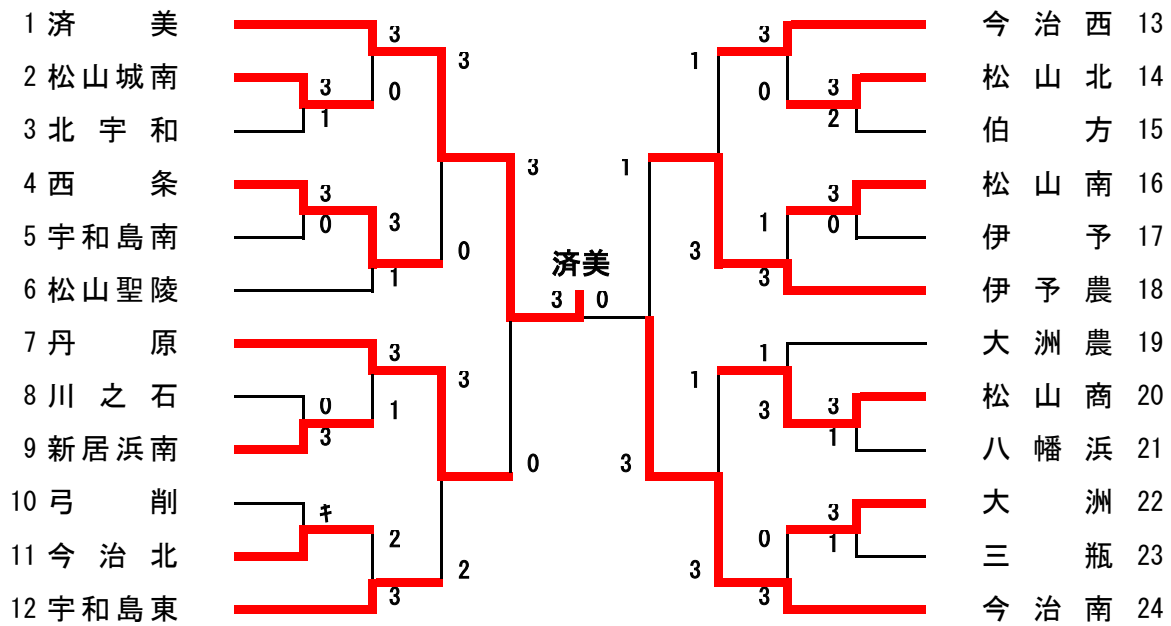 1 済美
3
3
2 松山城南
3
0
3 北宇和
1
4 西条
3
3
5 宇和島南
0
3
0
6 松山聖陵
1
7 丹原
3
3
8 川之石
0
1
9 新居浜南
3
0
10 弓削
キ
2
11 今治北
2
12 宇和島東
3
済美
3 0
今治西 13
3
1
松山北 14
3
0
伯方 15
2
松山南 16
3
1
伊予 17
0
1
3
伊予農 18
3
大洲農 19
1
1
松山商 20
3
3
八幡浜 21
1
3
大洲 22
3
0
三瓶 23
1
3
今治南 24
3